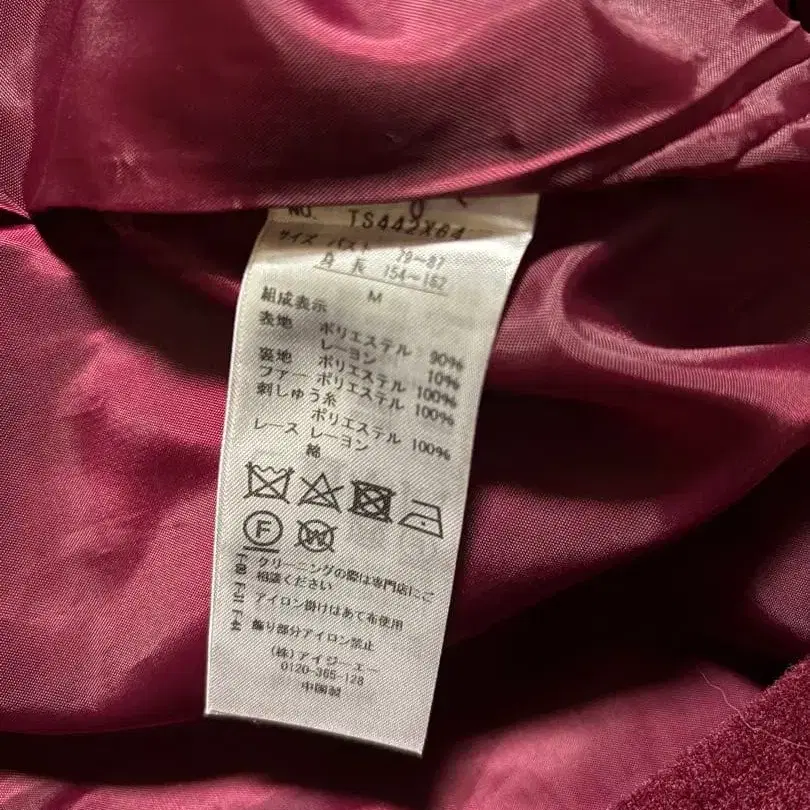 NO. TS442X64
サイズ バスト 79～87
身長 154～162
M
組成表示
表地 ポリエステル 90%
レーヨン 10%
裏地 ポリエステル 100%
ファー ポリエステル 100%
刺しゅう糸
ポリエステル 100%
レース レーヨン
綿
F
W
クリーニングの際は専門店にご
相談ください
アイロン掛けはあて布使用
飾り部分アイロン禁止
(株)アイジーエー
0120-365-128
中国製